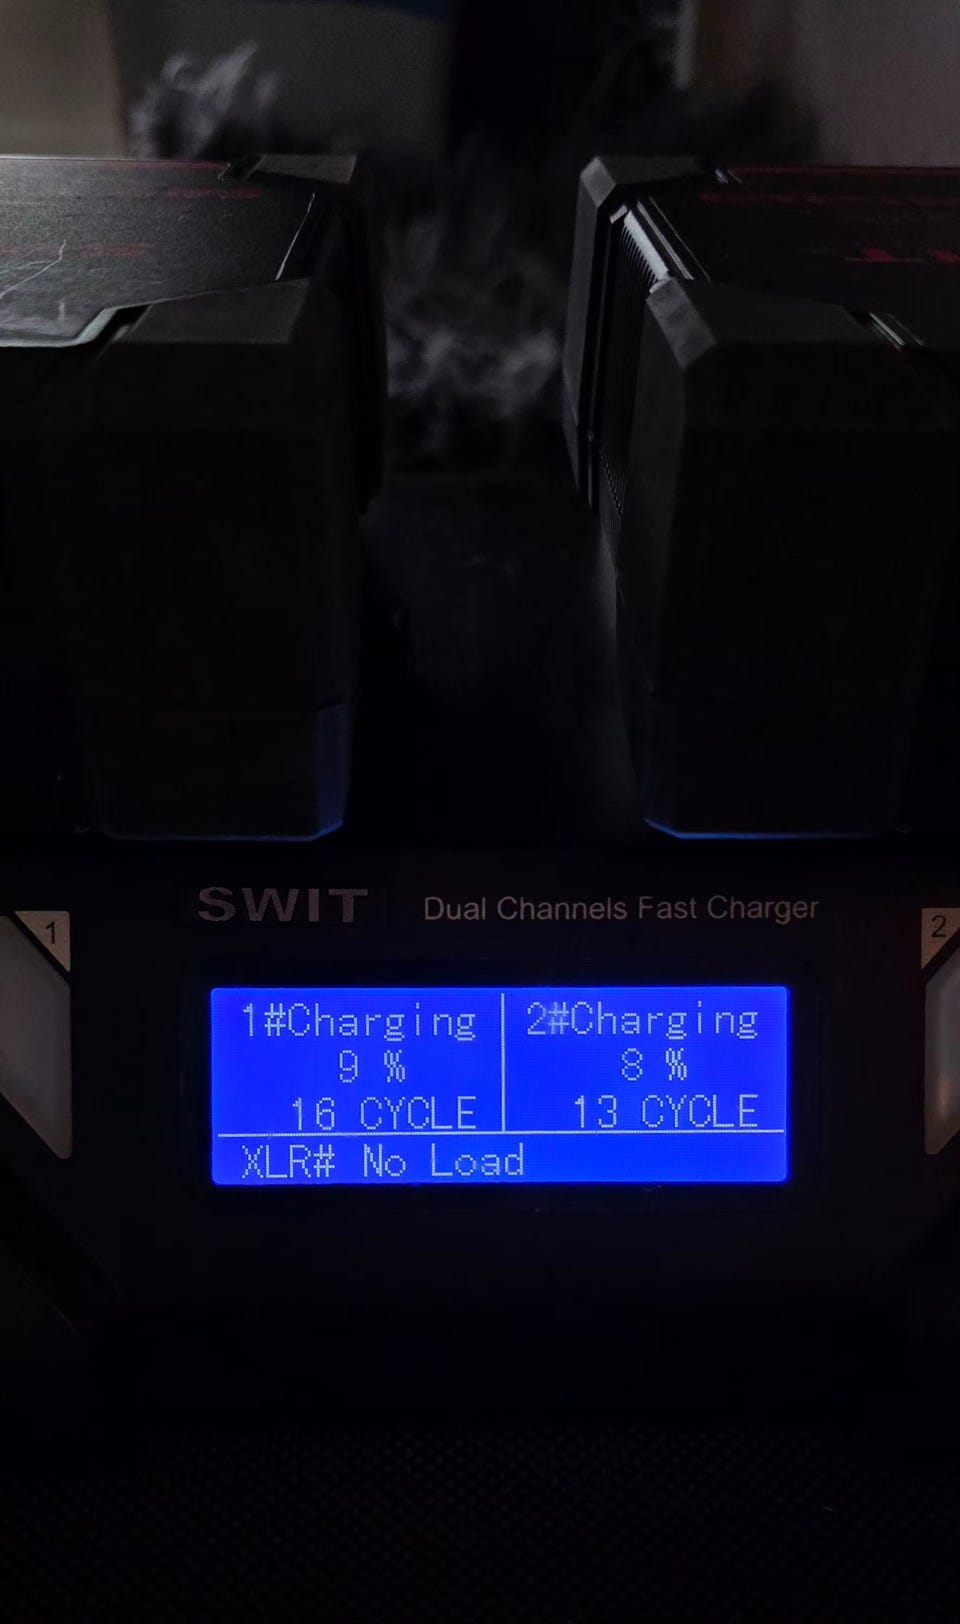 SWIT
Dual Channels Fast Charger
1
2
1#Charging
9 %
16 CYCLE
2#Charging
8 %
13 CYCLE
XLR# No Load